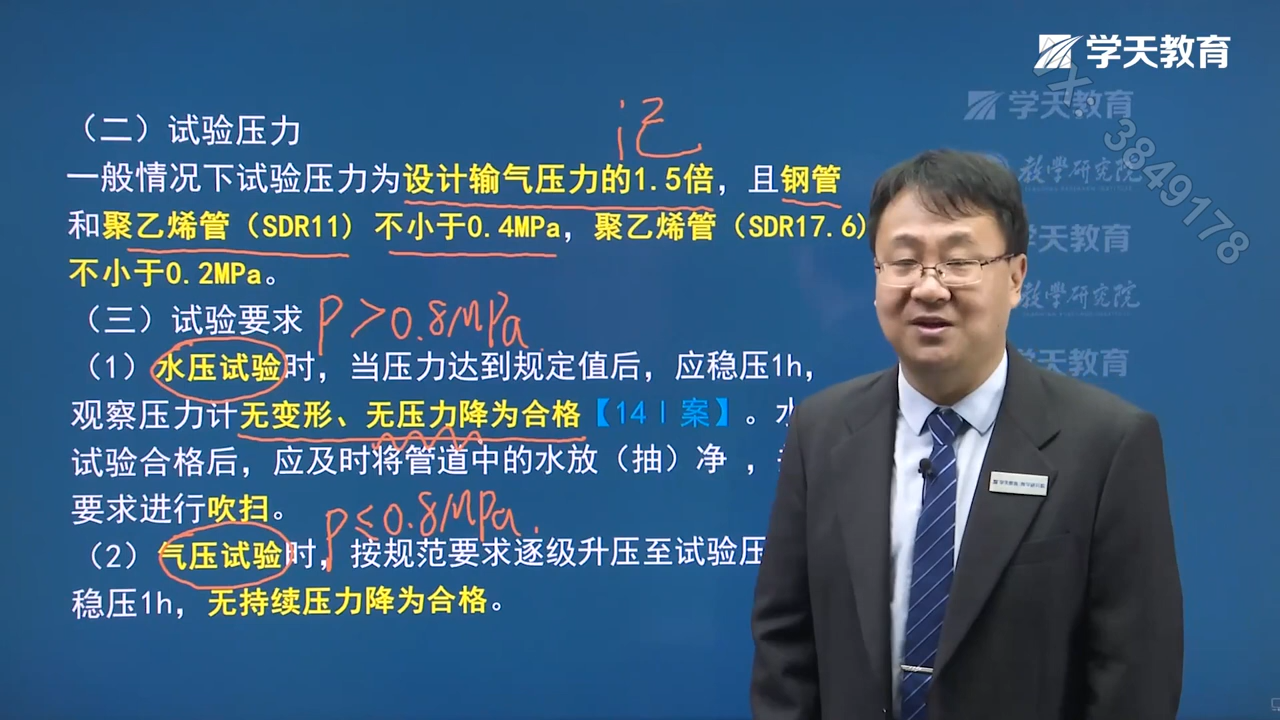 学天教育
学天教育
VX：3849178
教学研究院
（二）试验压力
记
一般情况下试验压力为设计输气压力的1.5倍，且钢管
和聚乙烯管（SDR11）不小于0.4MPa，聚乙烯管（SDR17.6）
学天教育
不小于0.2MPa。
教学研究院
（三）试验要求
P＞0.8MPa
学天教育
（1）水压试验时，当压力达到规定值后，应稳压1h，
观察压力计无变形、无压力降为合格【14Ⅰ案】。水
试验合格后，应及时将管道中的水放（抽）净，
要求进行吹扫。
P≤0.8MPa.
（2）气压试验时，按规范要求逐级升压至试验压
稳压1h，无持续压力降为合格。